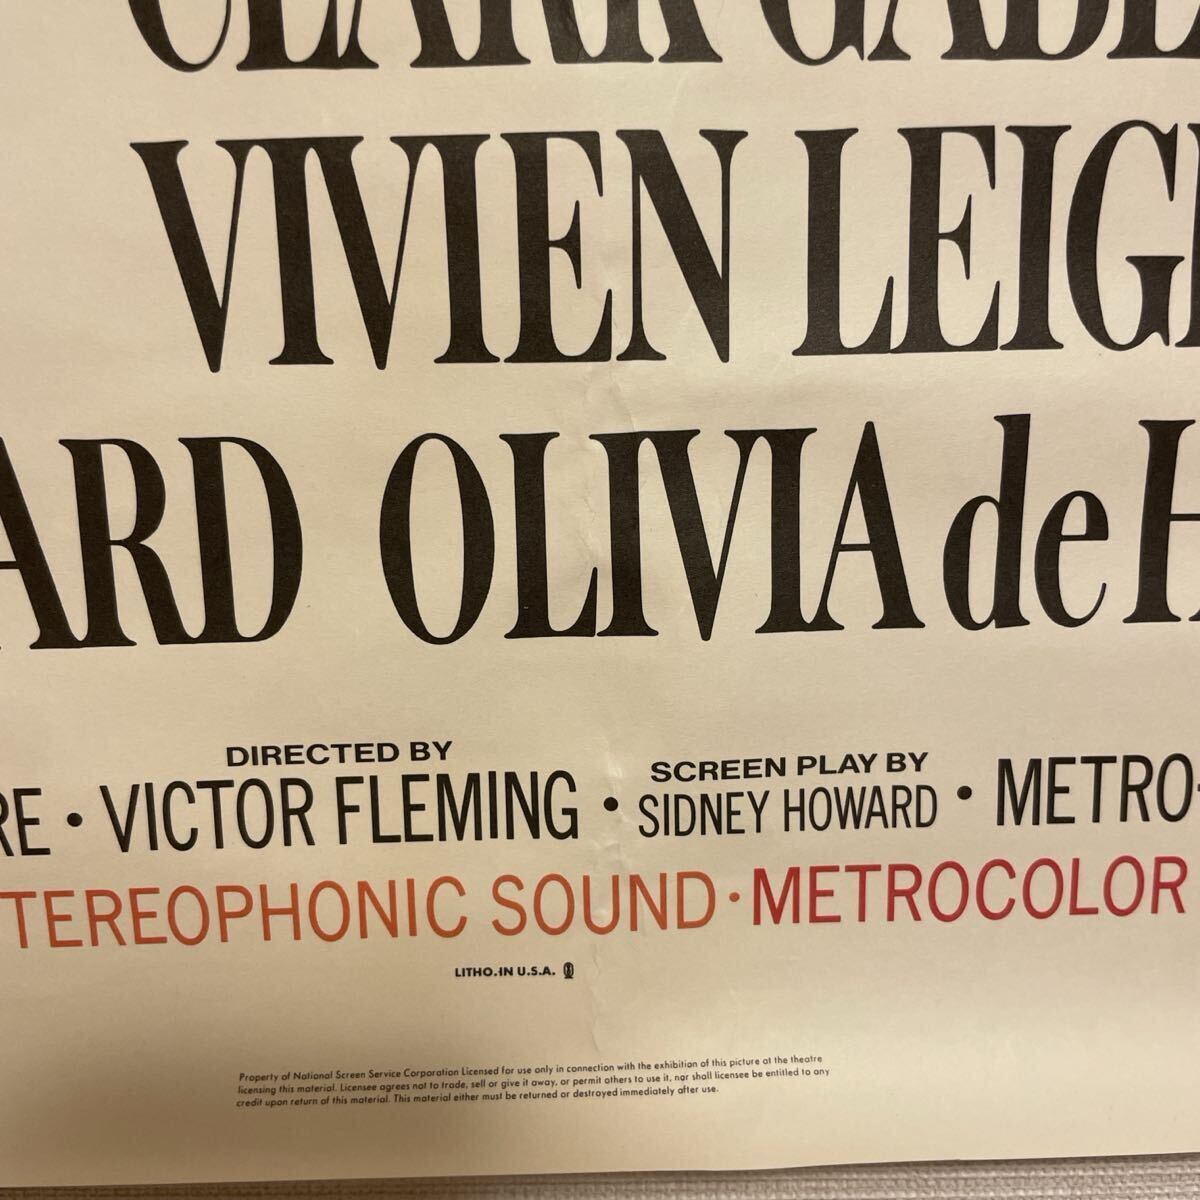 CLARK GABL
VIVIEN LEIG
ARD OLIVIA de H
DIRECTED BY
SCREEN PLAY BY
RE · VICTOR FLEMING · SIDNEY HOWARD · METRO-
TEREOPHONIC SOUND · METROCOLOR
LITHO. IN U.S.A.
Property of National Screen Service Corporation Licensed for use only in connection with the exhibition of this picture at the theatre
licensing this material. Licensee agrees not to trade, sell or give it away, or permit others to use it, nor shall licensee be entitled to any
credit upon return of this material. This material either must be returned or destroyed immediately after use.